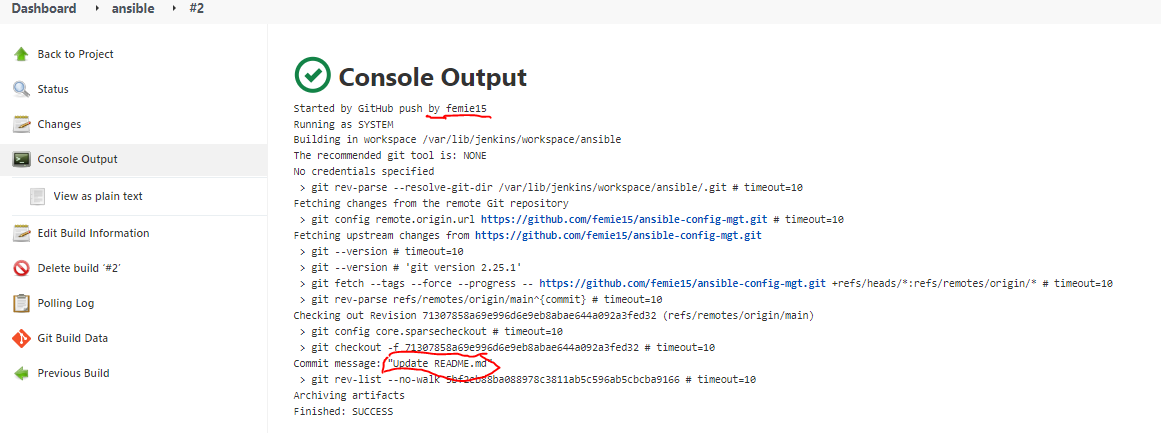 Dashboard ansible #2
Back to Project
Status
Changes
Console Output
View as plain text
Edit Build Information
Delete build '#2'
Polling Log
Git Build Data
Previous Build
Console Output
Started by GitHub push by femie15
Running as SYSTEM
Building in workspace /var/lib/jenkins/workspace/ansible
The recommended git tool is: NONE
No credentials specified
> git rev-parse --resolve-git-dir /var/lib/jenkins/workspace/ansible/.git # timeout=10
Fetching changes from the remote Git repository
> git config remote.origin.url https://github.com/femie15/ansible-config-mgt.git # timeout=10
Fetching upstream changes from https://github.com/femie15/ansible-config-mgt.git
> git --version # timeout=10
> git --version # 'git version 2.25.1'
> git fetch --tags --force --progress -- https://github.com/femie15/ansible-config-mgt.git +refs/heads/*:refs/remotes/origin/* # timeout=10
> git rev-parse refs/remotes/origin/main^{commit} # timeout=10
Checking out Revision 71307858a69e996d6e9eb8abae644a092a3fed32 (refs/remotes/origin/main)
> git config core.sparsecheckout # timeout=10
> git checkout -f 71307858a69e996d6e9eb8abae644a092a3fed32 # timeout=10
Commit message: "Update README.md"
> git rev-list --no-walk 5bf2eb88ba088978c3811ab5c596ab5cbcba9166 # timeout=10
Archiving artifacts
Finished: SUCCESS